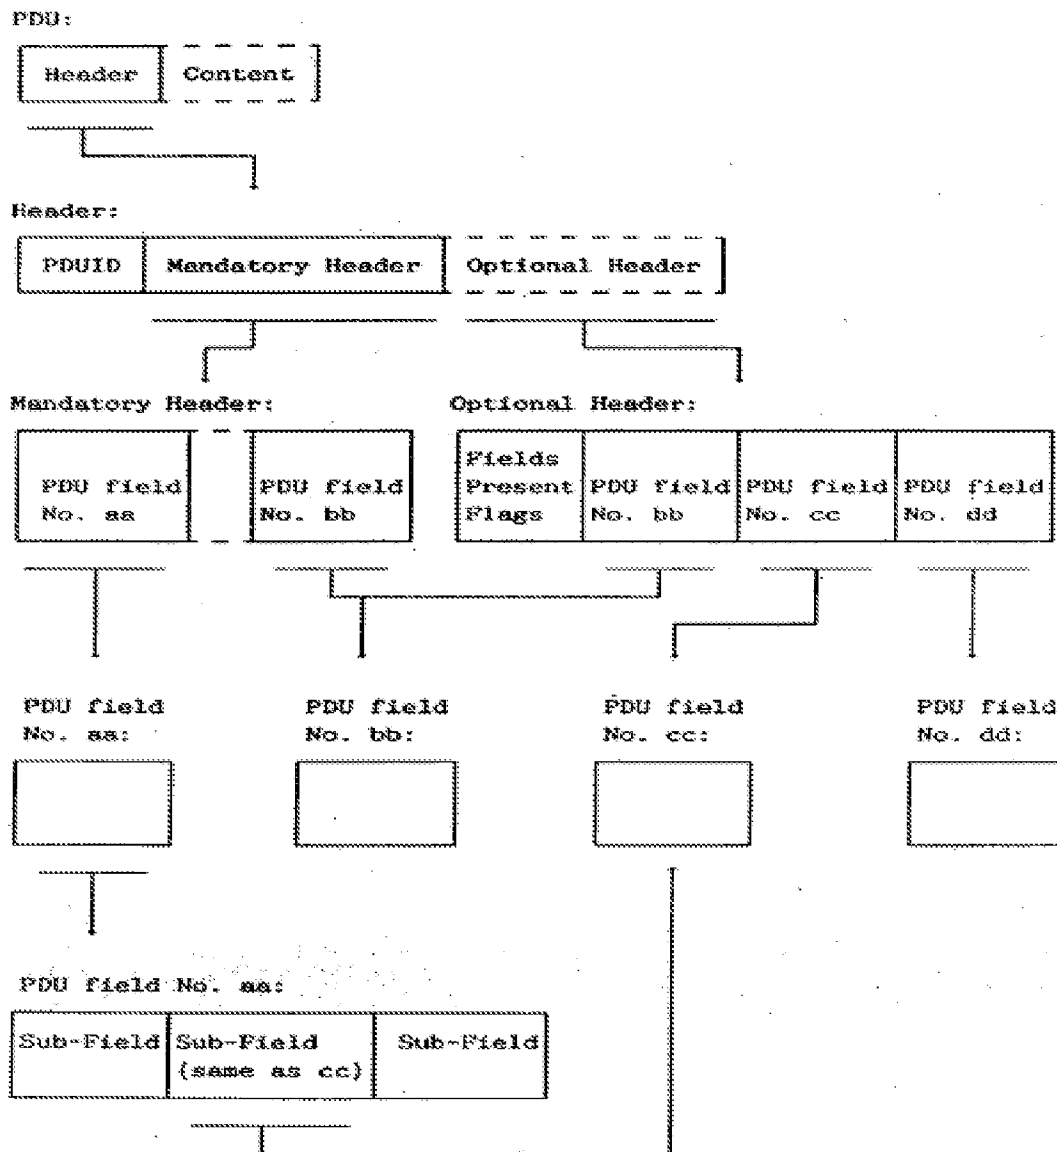 PDU:
Header Content
Header:
PDUID Mandatory Header Optional Header
Mandatory Header: Optional Header:
Fields
PDU field PDU field Present PDU field PDU field PDU field
No. aa No. bb Flags No. bb No. cc No. dd
PDU field PDU field PDU field PDU field
No. aa: No. bb: No. cc: No. dd:
PDU field No. aa:
Sub-Field Sub-Field Sub-Field
(same as cc)